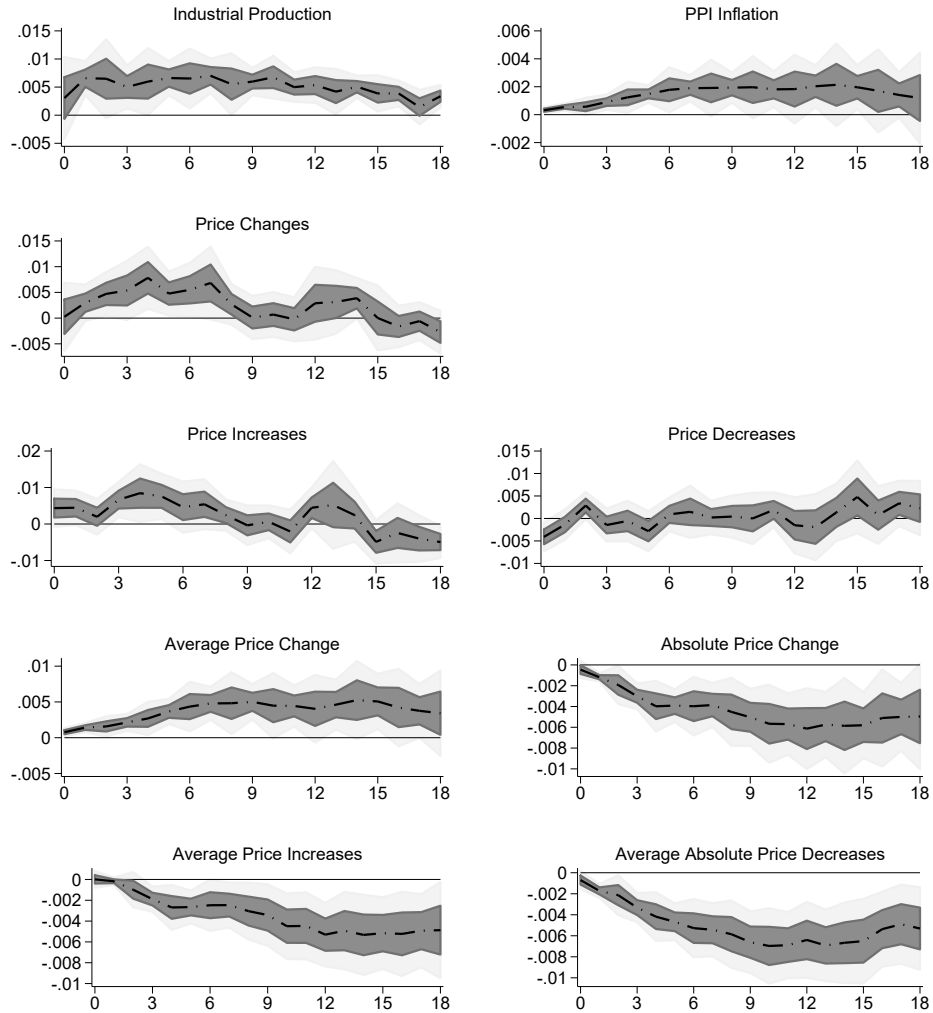 Industrial Production
.015
.01
.005
0
-.005
0 3 6 9 12 15 18
PPI Inflation
.006
.004
.002
0
-.002
0 3 6 9 12 15 18
Price Changes
.015
.01
.005
0
-.005
0 3 6 9 12 15 18
Price Increases
.02
.01
0
-.01
0 3 6 9 12 15 18
Price Decreases
.015
.01
.005
0
-.005
-.01
0 3 6 9 12 15 18
Average Price Change
.01
.005
0
-.005
0 3 6 9 12 15 18
Absolute Price Change
0
-.002
-.004
-.006
-.008
-.01
0 3 6 9 12 15 18
Average Price Increases
0
-.002
-.004
-.006
-.008
-.01
0 3 6 9 12 15 18
Average Absolute Price Decreases
0
-.002
-.004
-.006
-.008
-.01
0 3 6 9 12 15 18